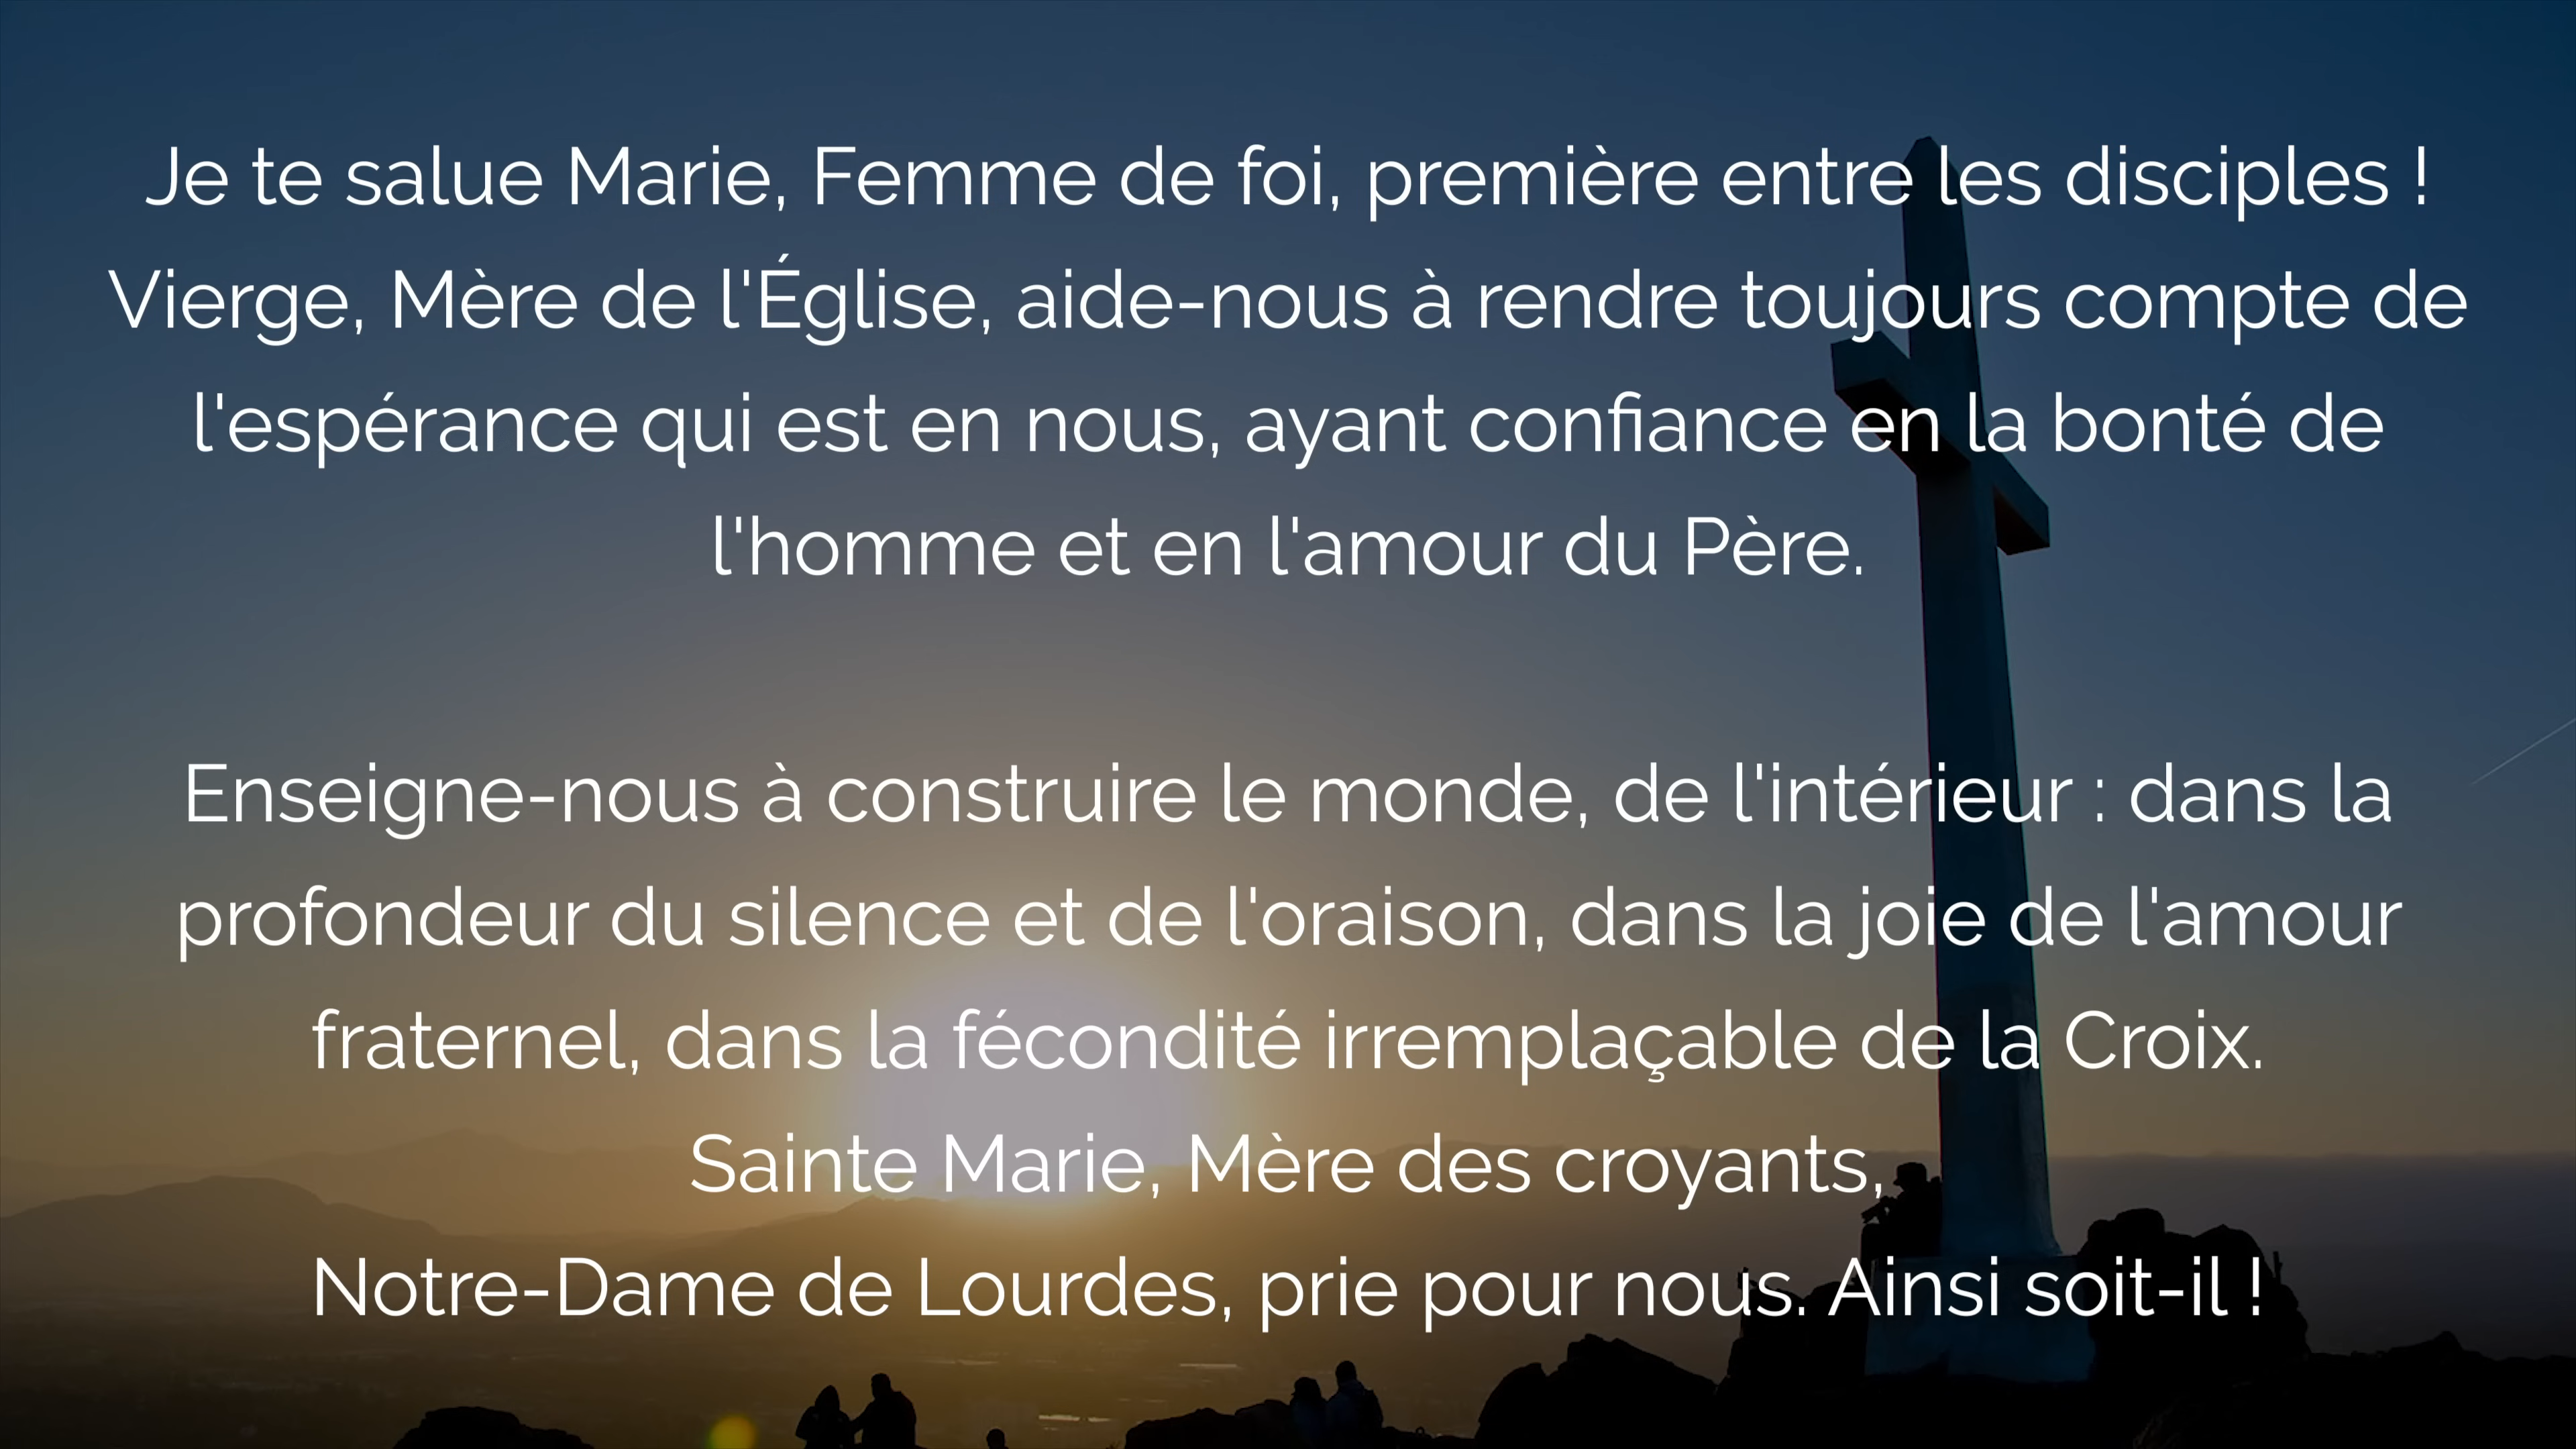 Je te salue Marie, Femme de foi, première entre les disciples !
Vierge, Mère de l'Église, aide-nous à rendre toujours compte de
l'espérance qui est en nous, ayant confiance en la bonté de
l'homme et en l'amour du Père.
Enseigne-nous à construire le monde, de l'intérieur : dans la
profondeur du silence et de l'oraison, dans la joie de l'amour
fraternel, dans la fécondité irremplaçable de la Croix.
Sainte Marie, Mère des croyants,
Notre-Dame de Lourdes, prie pour nous. Ainsi soit-il !